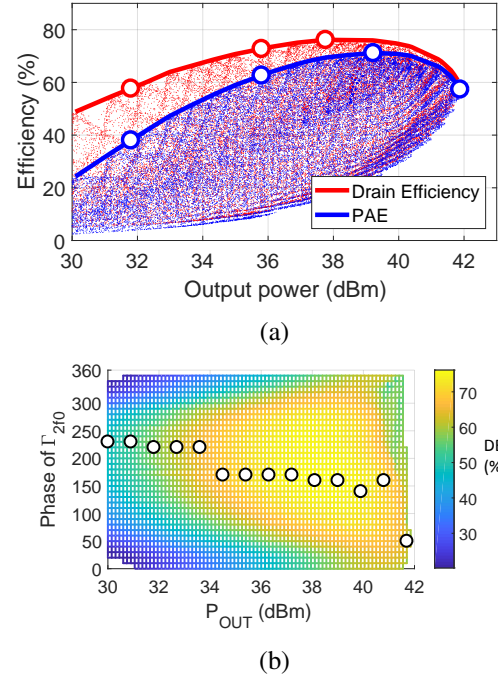 80
60
40
20
0
Efficiency (%)
Drain Efficiency
PAE
30 32 34 36 38 40 42
Output power (dBm)
(a)
360
300
250
200
150
100
50
0
Phase of Γ2f0
30 32 34 36 38 40 42
POUT (dBm)
70
60
50
40
30
DE
(%
(b)